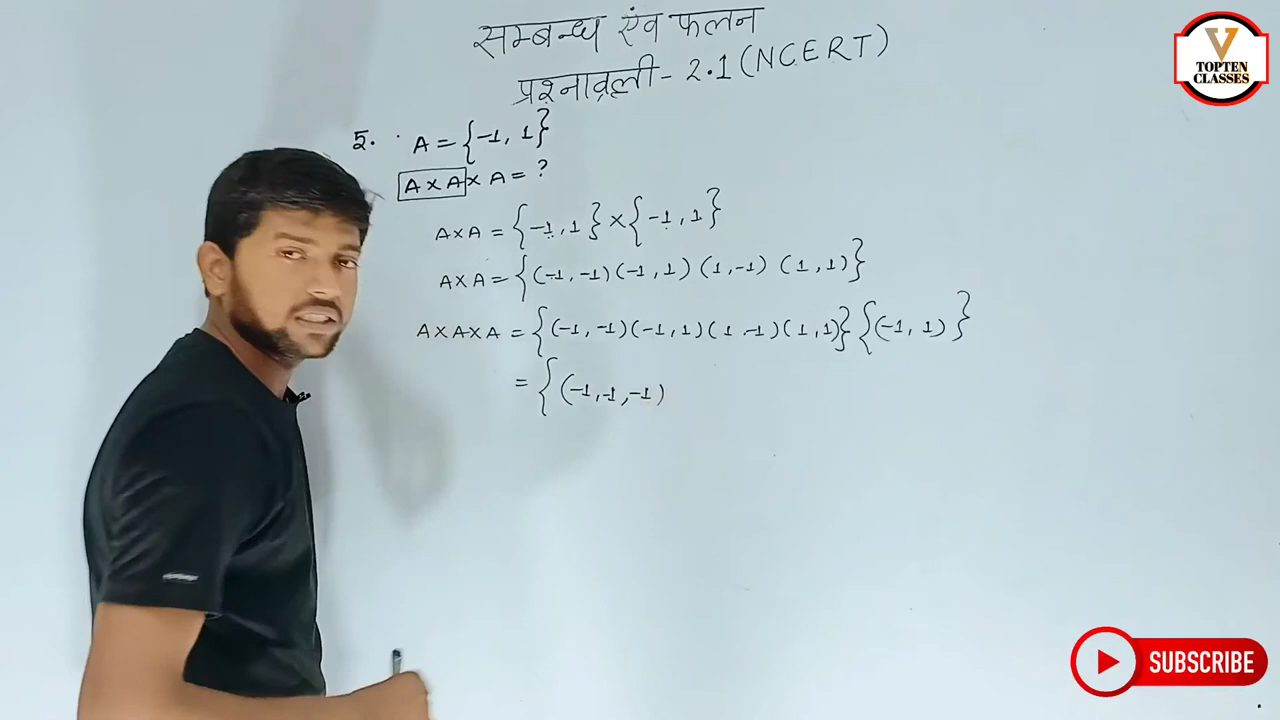 सम्बन्ध एंव फलन
प्रश्नावली - 2.1 (NCERT)
V
TOPTEN
CLASSES
5. A = {-1, 1}
A × A × A = ?
A×A = {-1, 1} × {-1, 1}
A×A = {(-1, -1) (-1, 1) (1, -1) (1, 1)}
A×A×A = {(-1, -1) (-1, 1) (1 -1) (1, 1)} {(-1, 1)}
= { (-1, -1, -1)
SUBSCRIBE